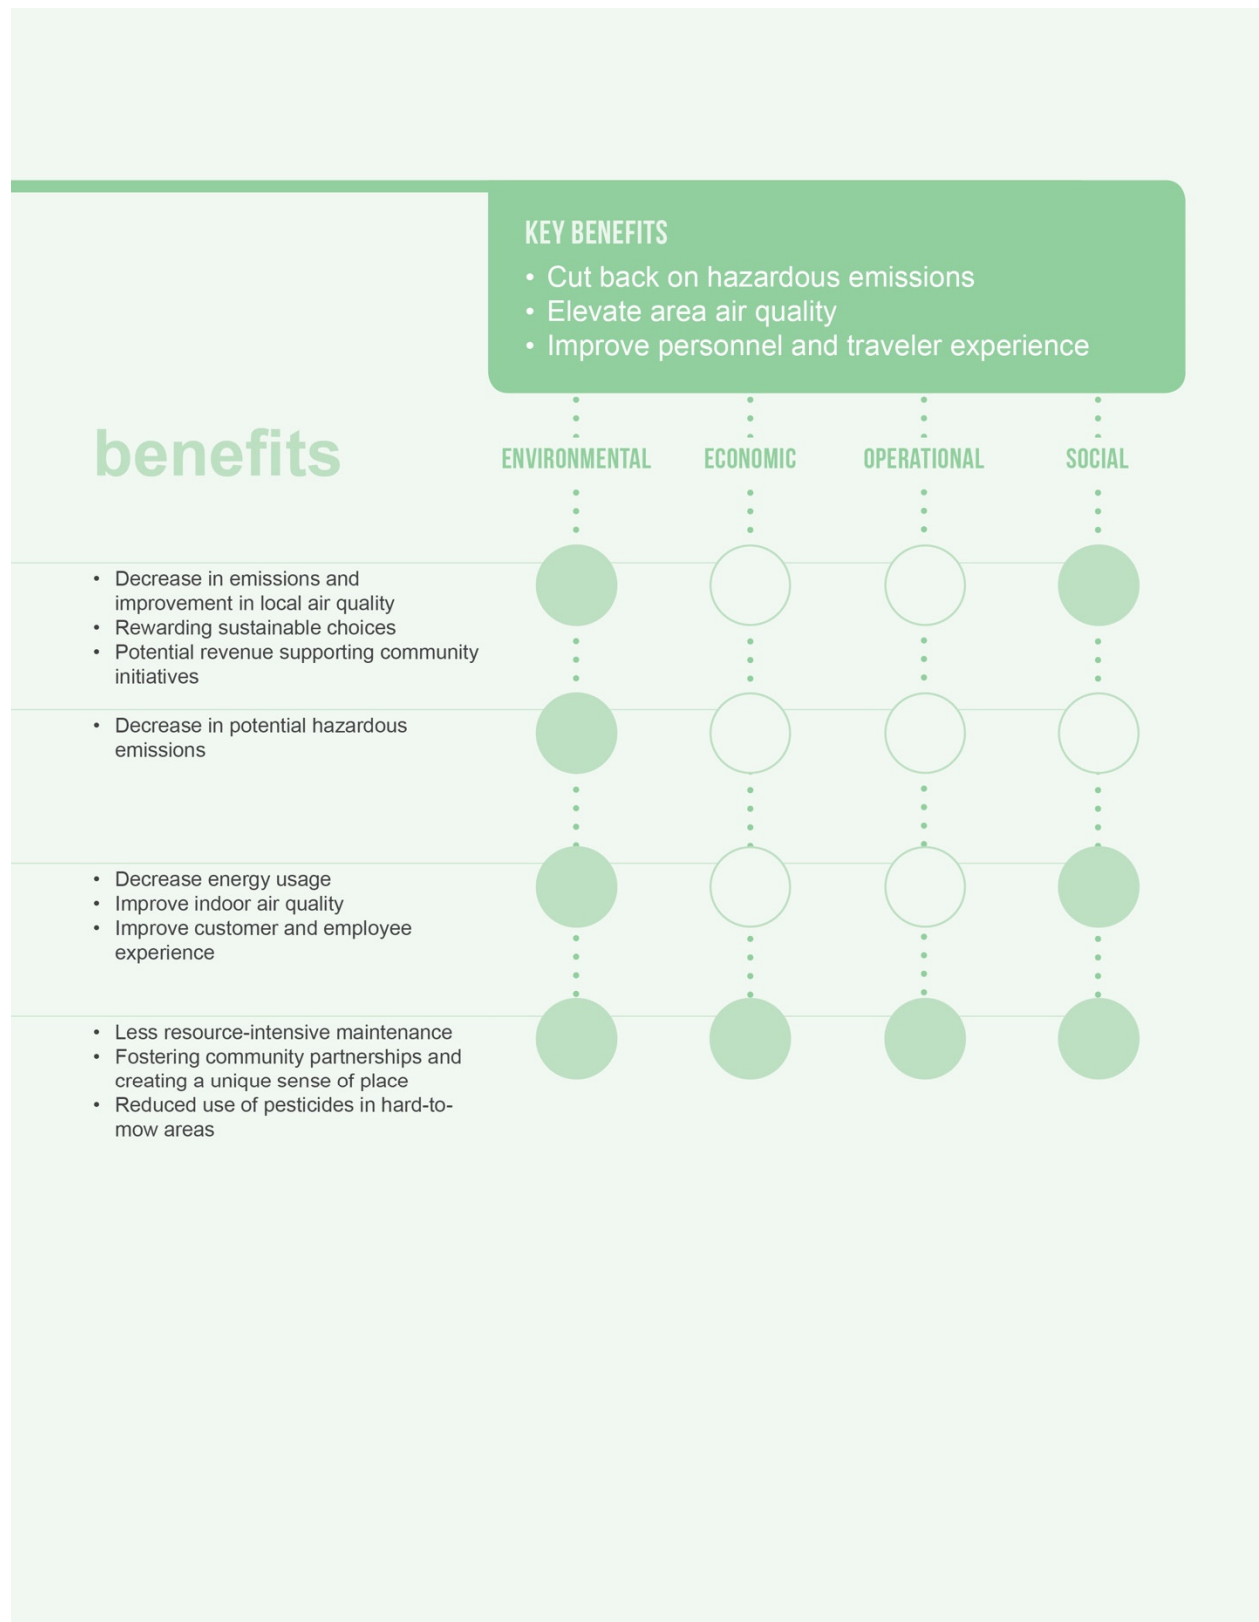 KEY BENEFITS
• Cut back on hazardous emissions
• Elevate area air quality
• Improve personnel and traveler experience
benefits
ENVIRONMENTAL ECONOMIC OPERATIONAL SOCIAL
• Decrease in emissions and
improvement in local air quality
• Rewarding sustainable choices
• Potential revenue supporting community
initiatives
• Decrease in potential hazardous
emissions
• Decrease energy usage
• Improve indoor air quality
• Improve customer and employee
experience
• Less resource-intensive maintenance
• Fostering community partnerships and
creating a unique sense of place
• Reduced use of pesticides in hard-to-
mow areas